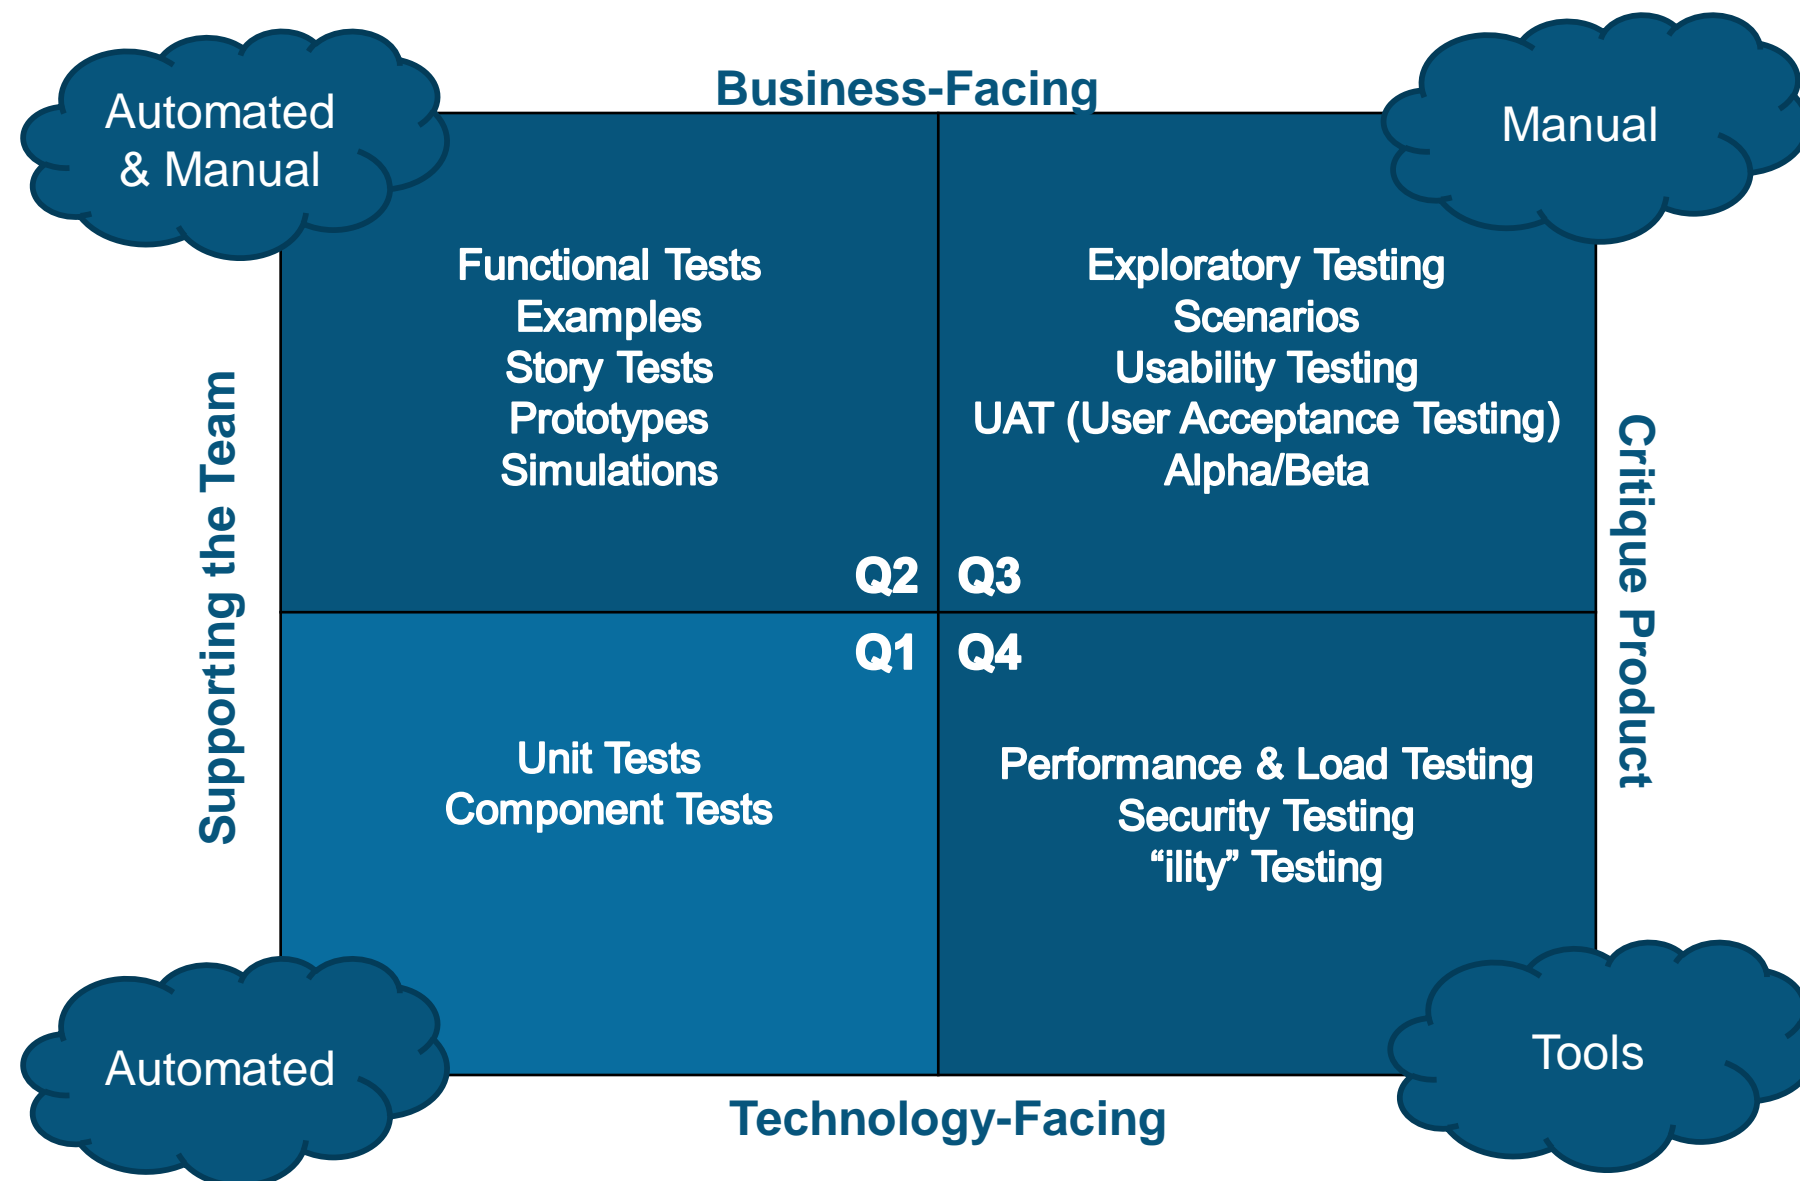 Business-Facing
Automated
& Manual
Manual
Functional Tests
Examples
Story Tests
Prototypes
Simulations
Q2
Exploratory Testing
Scenarios
Usability Testing
UAT (User Acceptance Testing)
Alpha/Beta
Q3
Supporting the Team
Critique Product
Q1
Unit Tests
Component Tests
Q4
Performance & Load Testing
Security Testing
“ility” Testing
Automated
Tools
Technology-Facing